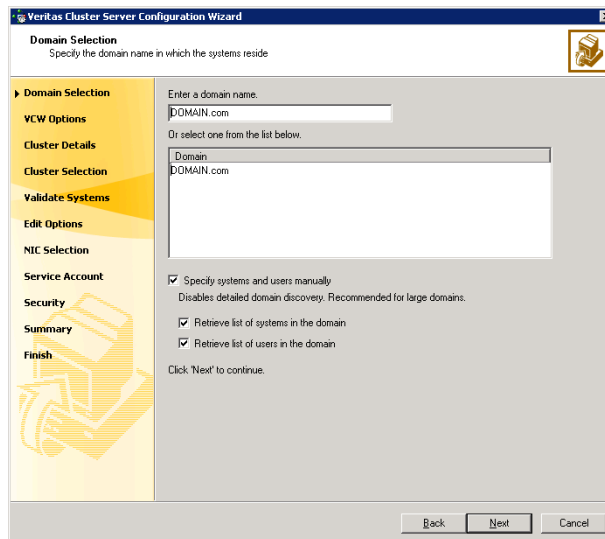 Veritas Cluster Server Configuration Wizard
Domain Selection
Specify the domain name in which the systems reside
Domain Selection
VCW Options
Cluster Details
Cluster Selection
Validate Systems
Edit Options
NIC Selection
Service Account
Security
Summary
Finish
Enter a domain name.
DOMAIN.com
Or select one from the list below.
Domain
DOMAIN.com
Specify systems and users manually
Disables detailed domain discovery. Recommended for large domains.
Retrieve list of systems in the domain
Retrieve list of users in the domain
Click 'Next' to continue.
Back Next Cancel